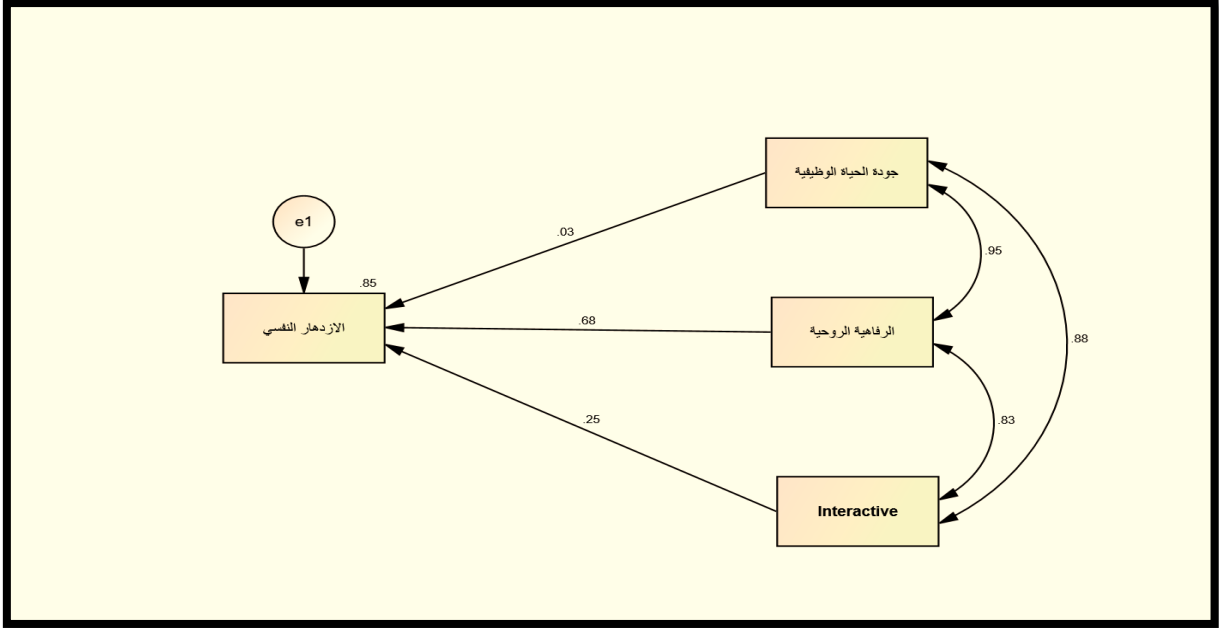 جودة الحياة الوظيفية
e1
.03
.95
.85
الازدهار النفسي
.68
الرفاهية الروحية
.88
.25
.83
Interactive